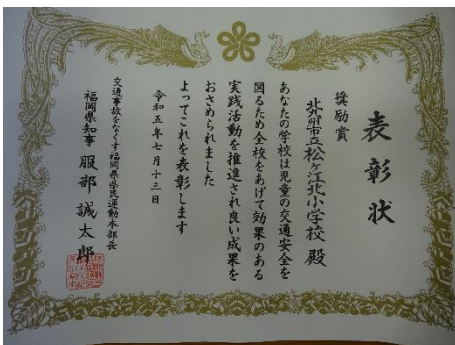 表彰状
奨励賞
北九州市立松ヶ江北小学校 殿
あなたの学校は児童の交通安全を
図るため全校をあげて効果のある
実践活動を推進され良い成果を
おさめられました
よってこれを表彰します
令和五年七月十三日
交通事故をなくす福岡県県民運動本部長
福岡県知事 服部 誠太郎